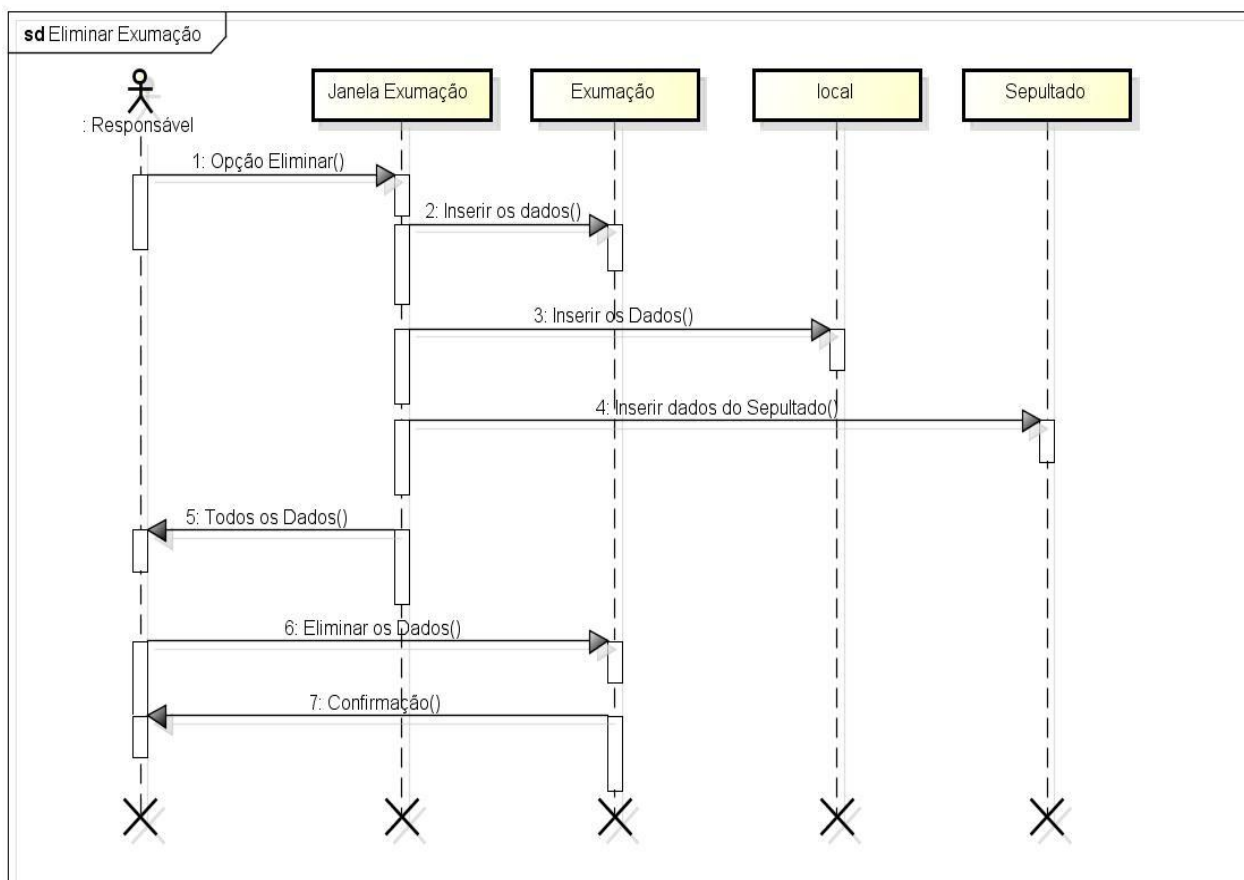 sd Eliminar Exumação
: Responsável
Janela Exumação
Exumação
local
Sepultado
1: Opção Eliminar()
2: Inserir os dados()
3: Inserir os Dados()
4: Inserir dados do Sepultado()
5: Todos os Dados()
6: Eliminar os Dados()
7: Confirmação()